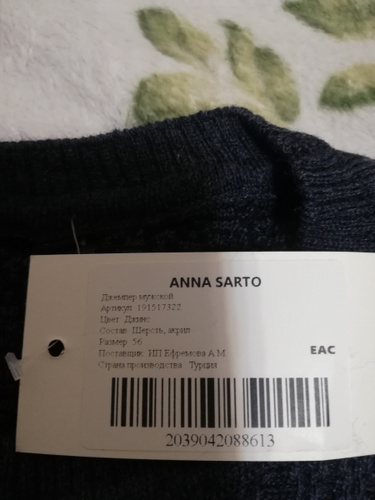 ANNA SARTO
Джемпер мужской
Артикул: 191517322
Цвет: Джинс
Состав: Шерсть, акрил
Размер: 56
Поставщик: ИП Ефремова А М
Страна производства: Турция
EAC
2039042088613